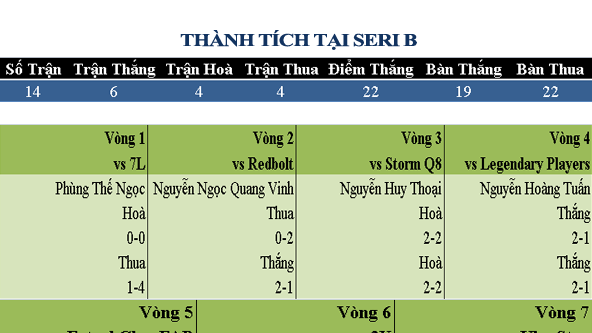 THÀNH TÍCH TẠI SERI B
Số Trận Trận Thắng Trận Hoà Trận Thua Điểm Thắng Bàn Thắng Bàn Thua
14 6 4 4 22 19 22
Vòng 1 Vòng 2 Vòng 3 Vòng 4
vs 7L vs Redbolt vs Storm Q8 vs Legendary Players
Phùng Thế Ngọc Nguyễn Ngọc Quang Vinh Nguyễn Huy Thoại Nguyễn Hoàng Tuấn
Hoà Thua Hoà Thắng
0-0 0-2 2-2 2-1
Thua Thắng Hoà Thắng
1-4 2-1 2-2 2-1
Vòng 5 Vòng 6 Vòng 7